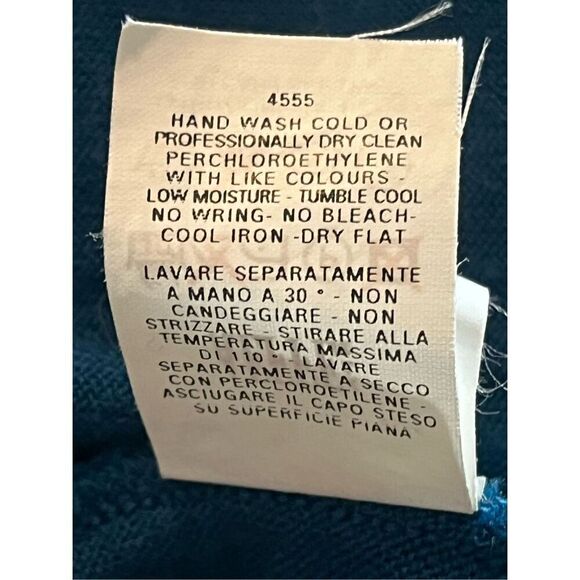 4555
HAND WASH COLD OR
PROFESSIONALLY DRY CLEAN
PERCHLOROETHYLENE
WITH LIKE COLOURS -
LOW MOISTURE - TUMBLE COOL
NO WRING- NO BLEACH-
COOL IRON -DRY FLAT
LAVARE SEPARATAMENTE
A MANO A 30 ° - NON
CANDEGGIARE - NON
STRIZZARE - STIRARE ALLA
TEMPERATURA MASSIMA
DI 110 ° - LAVARE
SEPARATAMENTE A SECCO
CON PERCLOROETILENE -
ASCIUGARE IL CAPO STESO
SU SUPERFICIE PIANA